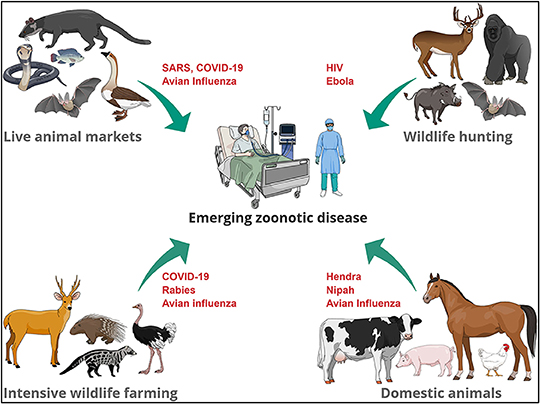 SARS, COVID-19
Avian Influenza
HIV
Ebola
Live animal markets
Wildlife hunting
Emerging zoonotic disease
COVID-19
Rabies
Avian influenza
Hendra
Nipah
Avian Influenza
Intensive wildlife farming
Domestic animals